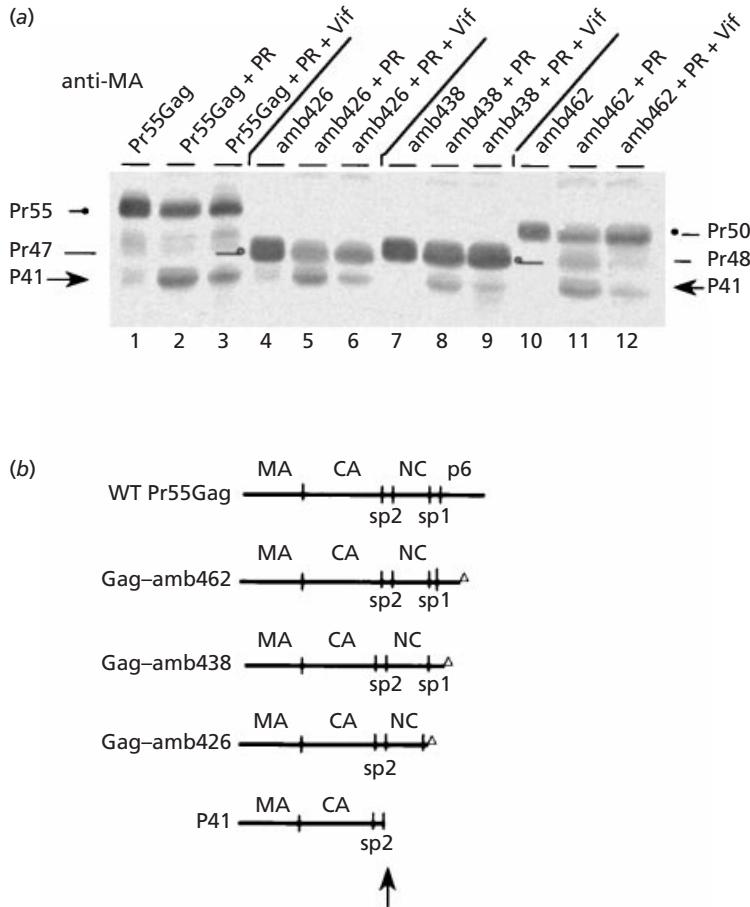 (a)
anti-MA
Pr55Gag
Pr55Gag + PR
Pr55Gag + PR + Vif
amb426
amb426 + PR
amb426 + PR + Vif
amb438
amb438 + PR
amb438 + PR + Vif
amb462
amb462 + PR
amb462 + PR + Vif
Pr55
Pr47
P41
Pr50
Pr48
P41
1 2 3 4 5 6 7 8 9 10 11 12
(b)
MA CA NC p6
WT Pr55Gag
sp2 sp1
MA CA NC
Gag–amb462
sp2 sp1
MA CA NC
Gag–amb438
sp2 sp1
MA CA NC
Gag–amb426
sp2
MA CA
P41
sp2